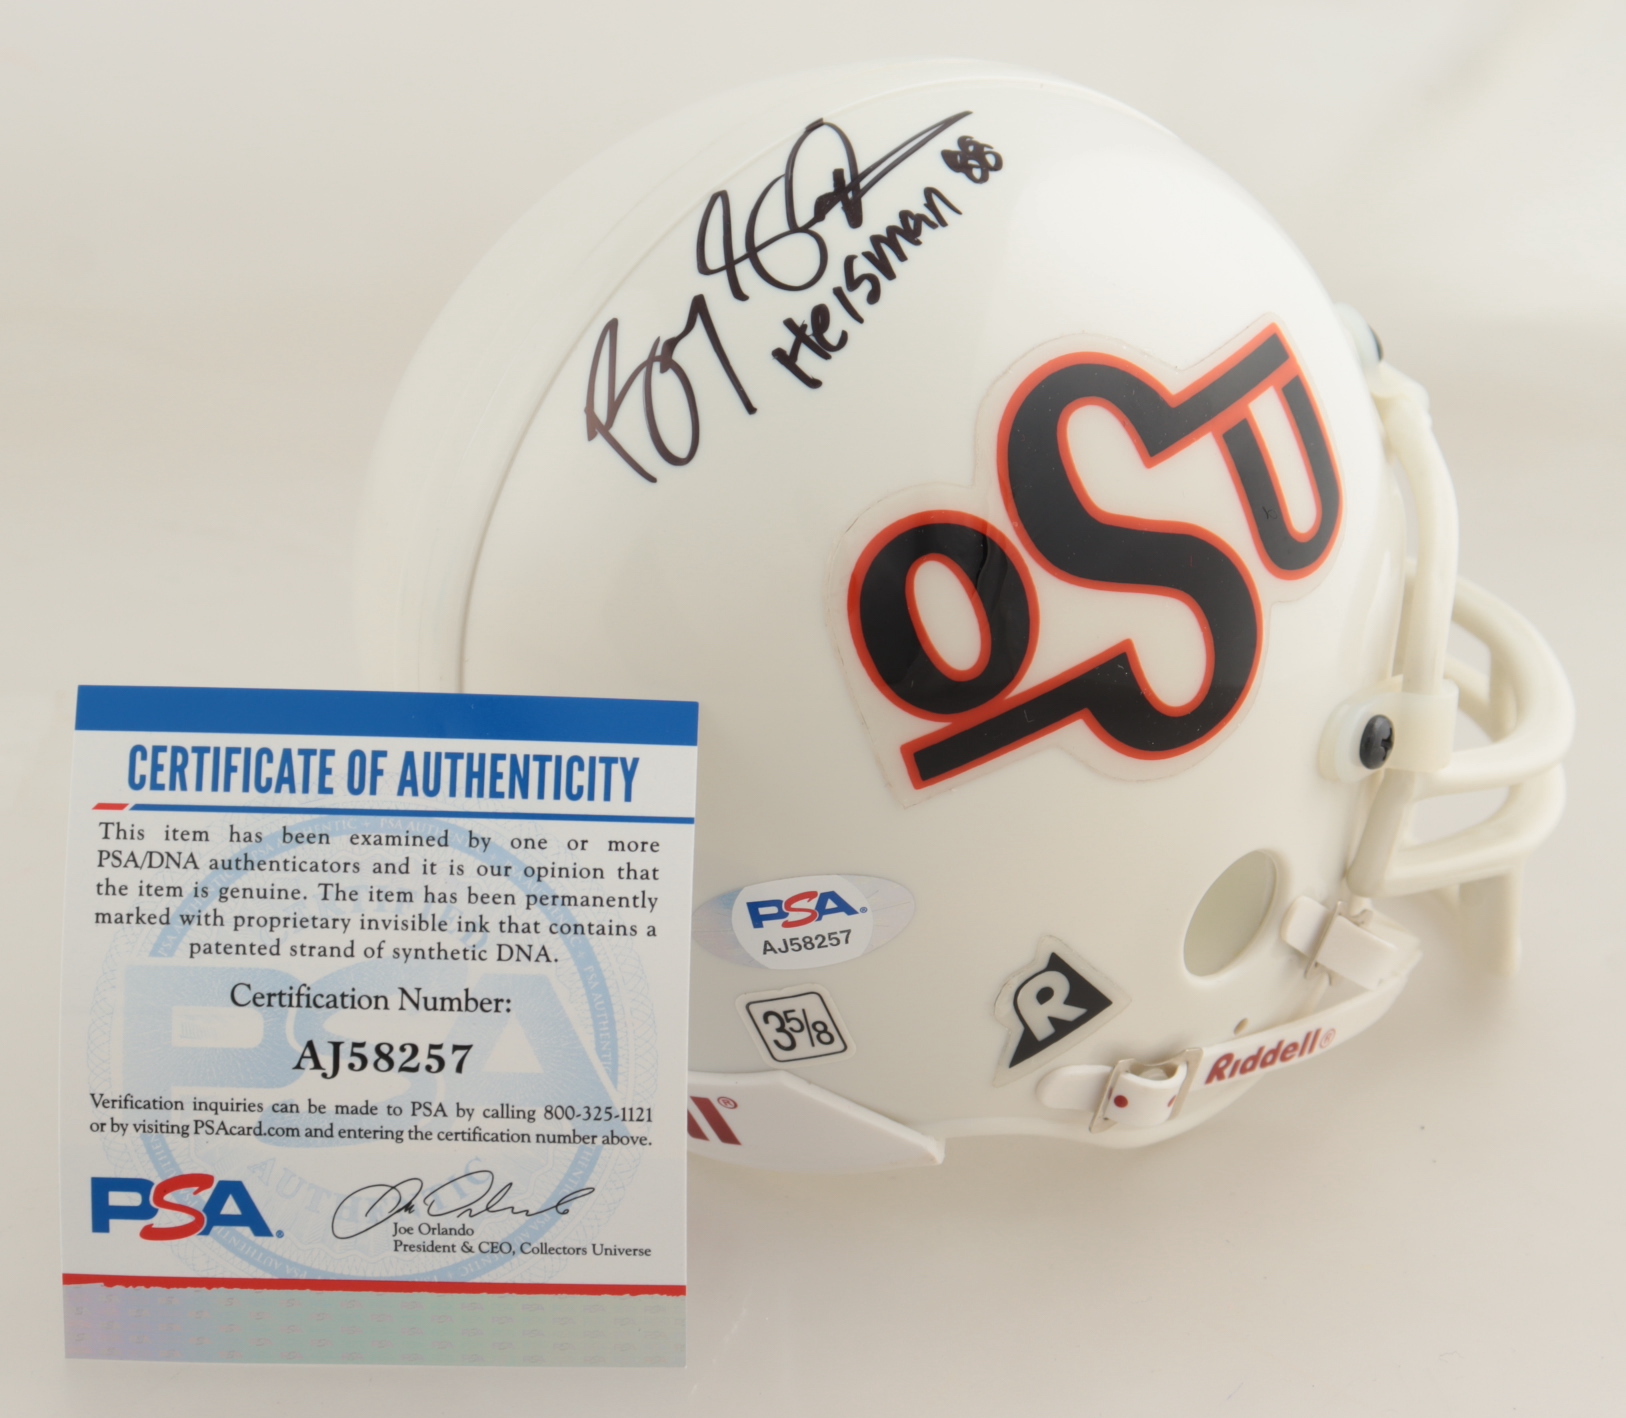 Barry Sanders
Heisman 88
OSU
CERTIFICATE OF AUTHENTICITY
This item has been examined by one or more
PSA/DNA authenticators and it is our opinion that
the item is genuine. The item has been permanently
marked with proprietary invisible ink that contains a
patented strand of synthetic DNA.
Certification Number:
AJ58257
Verification inquiries can be made to PSA by calling 800-325-1121
or by visiting PSAcard.com and entering the certification number above.
PSA.
Joe Orlando
President & CEO, Collectors Universe
PSA.
AJ58257
3 5/8
R
Riddell®
ll®